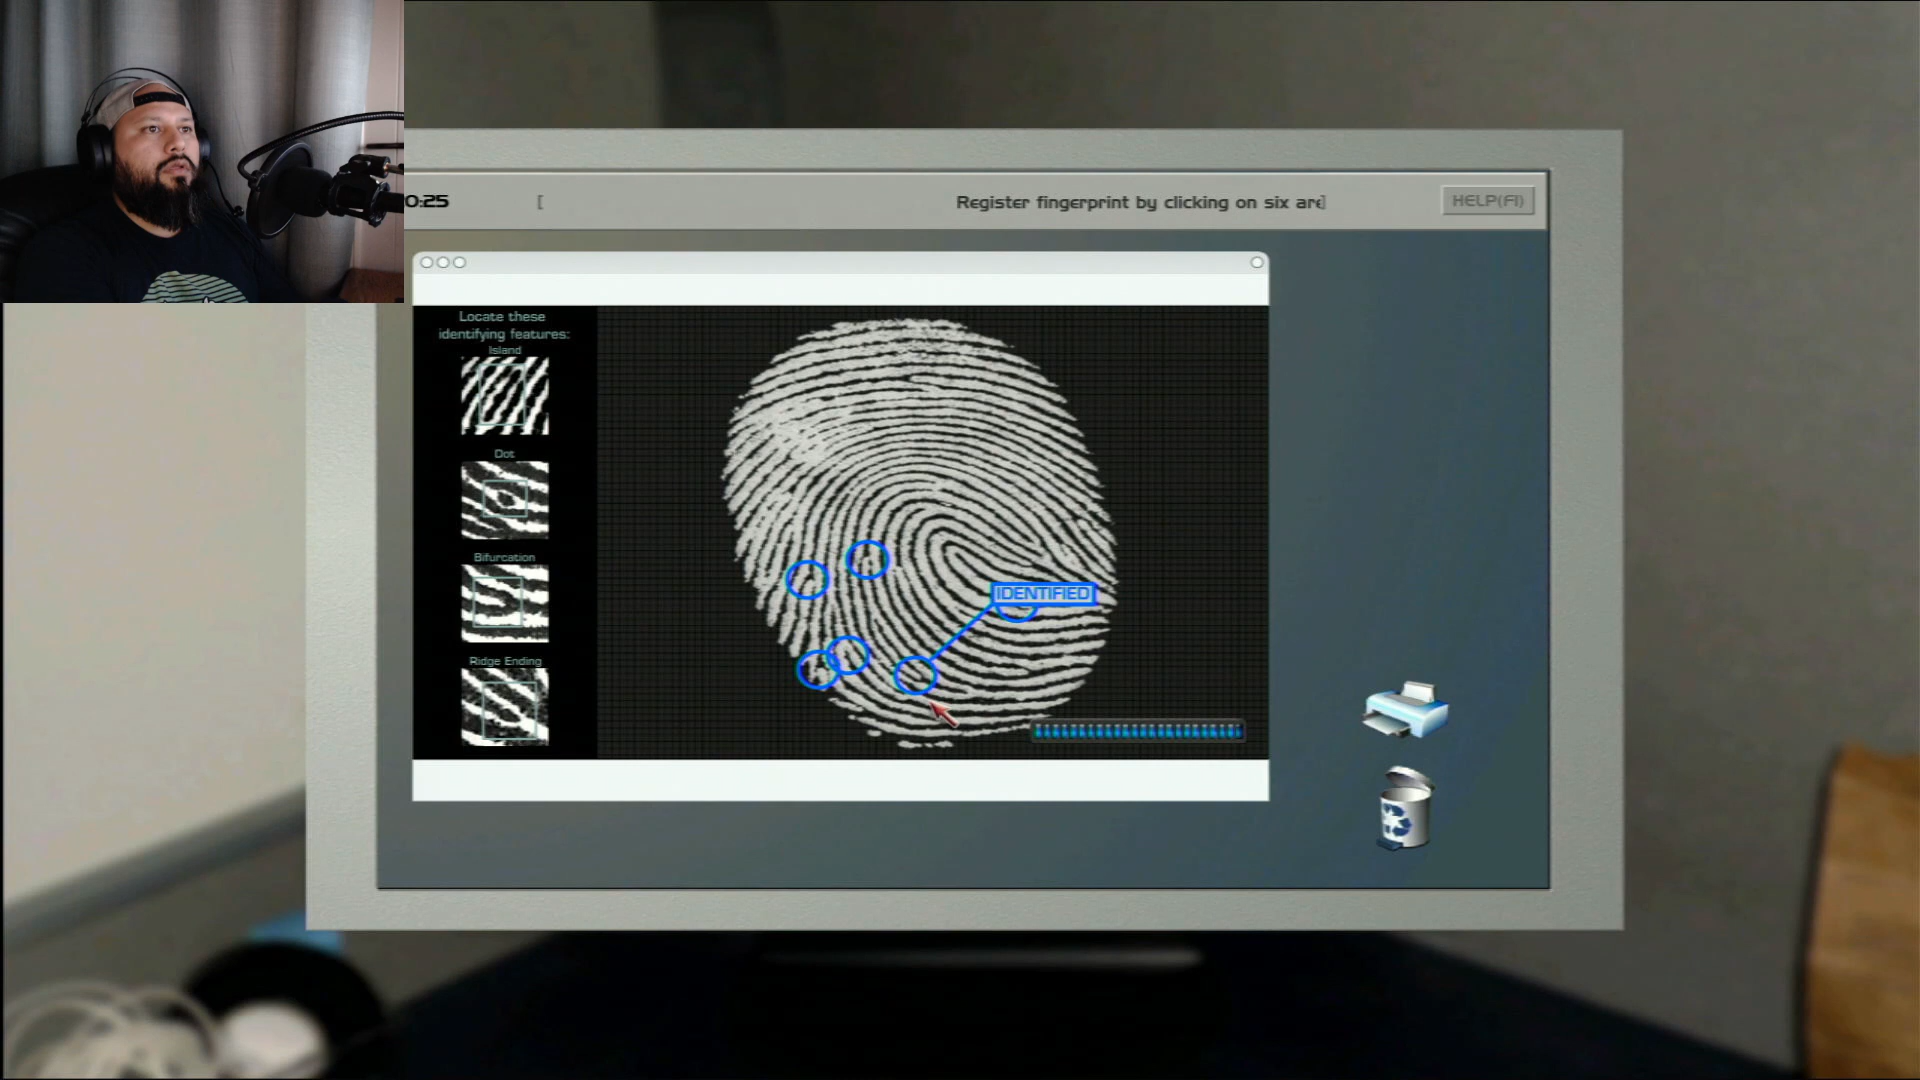 0:25
[ Register fingerprint by clicking on six are]
HELP(F1)
Locate these
identifying features:
Island
Dot
Bifurcation
Ridge Ending
IDENTIFIED